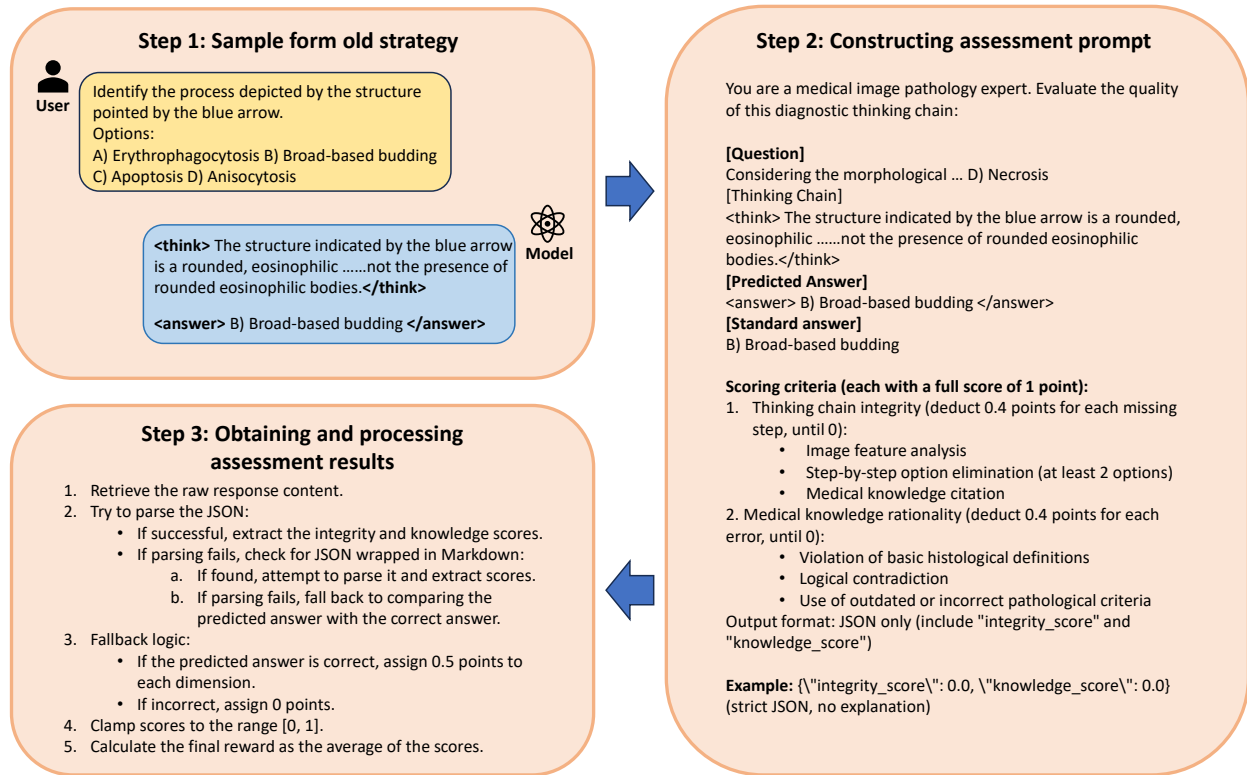 Step 1: Sample form old strategy
User
Identify the process depicted by the structure
pointed by the blue arrow.
Options:
A) Erythrophagocytosis B) Broad-based budding
C) Apoptosis D) Anisocytosis
Model
<think> The structure indicated by the blue arrow
is a rounded, eosinophilic ......not the presence of
rounded eosinophilic bodies.</think>
<answer> B) Broad-based budding </answer>
Step 2: Constructing assessment prompt
You are a medical image pathology expert. Evaluate the quality
of this diagnostic thinking chain:
[Question]
Considering the morphological ... D) Necrosis
[Thinking Chain]
<think> The structure indicated by the blue arrow is a rounded,
eosinophilic ......not the presence of rounded eosinophilic
bodies.</think>
[Predicted Answer]
<answer> B) Broad-based budding </answer>
[Standard answer]
B) Broad-based budding
Scoring criteria (each with a full score of 1 point):
1. Thinking chain integrity (deduct 0.4 points for each missing
step, until 0):
• Image feature analysis
• Step-by-step option elimination (at least 2 options)
• Medical knowledge citation
2. Medical knowledge rationality (deduct 0.4 points for each
error, until 0):
• Violation of basic histological definitions
• Logical contradiction
• Use of outdated or incorrect pathological criteria
Output format: JSON only (include "integrity_score" and
"knowledge_score")
Example: {\"integrity_score\": 0.0, \"knowledge_score\": 0.0}
(strict JSON, no explanation)
Step 3: Obtaining and processing
assessment results
1. Retrieve the raw response content.
2. Try to parse the JSON:
• If successful, extract the integrity and knowledge scores.
• If parsing fails, check for JSON wrapped in Markdown:
a. If found, attempt to parse it and extract scores.
b. If parsing fails, fall back to comparing the
predicted answer with the correct answer.
3. Fallback logic:
• If the predicted answer is correct, assign 0.5 points to
each dimension.
• If incorrect, assign 0 points.
4. Clamp scores to the range [0, 1].
5. Calculate the final reward as the average of the scores.